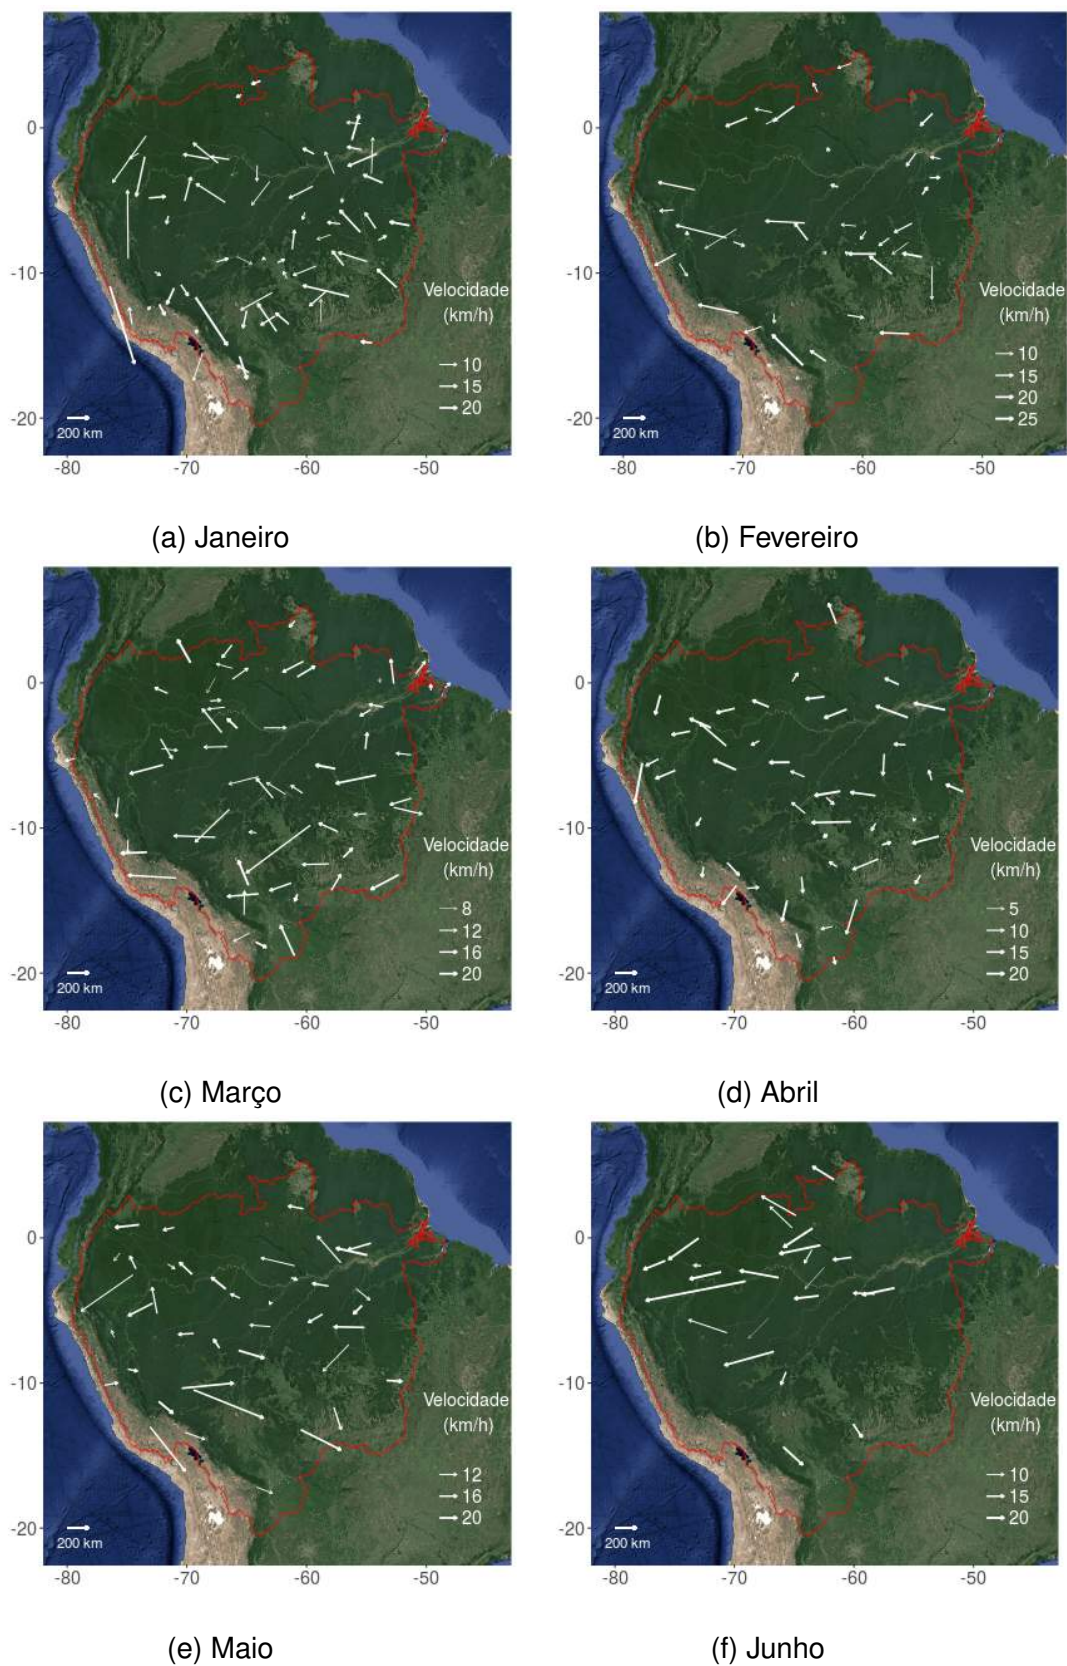 0
-10
-20
-80
-70
-60
-50
Velocidade
(km/h)
10
15
20
200 km
(a) Janeiro
0
-10
-20
-80
-70
-60
-50
Velocidade
(km/h)
10
15
20
25
200 km
(b) Fevereiro
0
-10
-20
-80
-70
-60
-50
Velocidade
(km/h)
8
12
16
20
200 km
(c) Março
0
-10
-20
-80
-70
-60
-50
Velocidade
(km/h)
5
10
15
20
200 km
(d) Abril
0
-10
-20
-80
-70
-60
-50
Velocidade
(km/h)
12
16
20
200 km
(e) Maio
0
-10
-20
-80
-70
-60
-50
Velocidade
(km/h)
10
15
20
200 km
(f) Junho